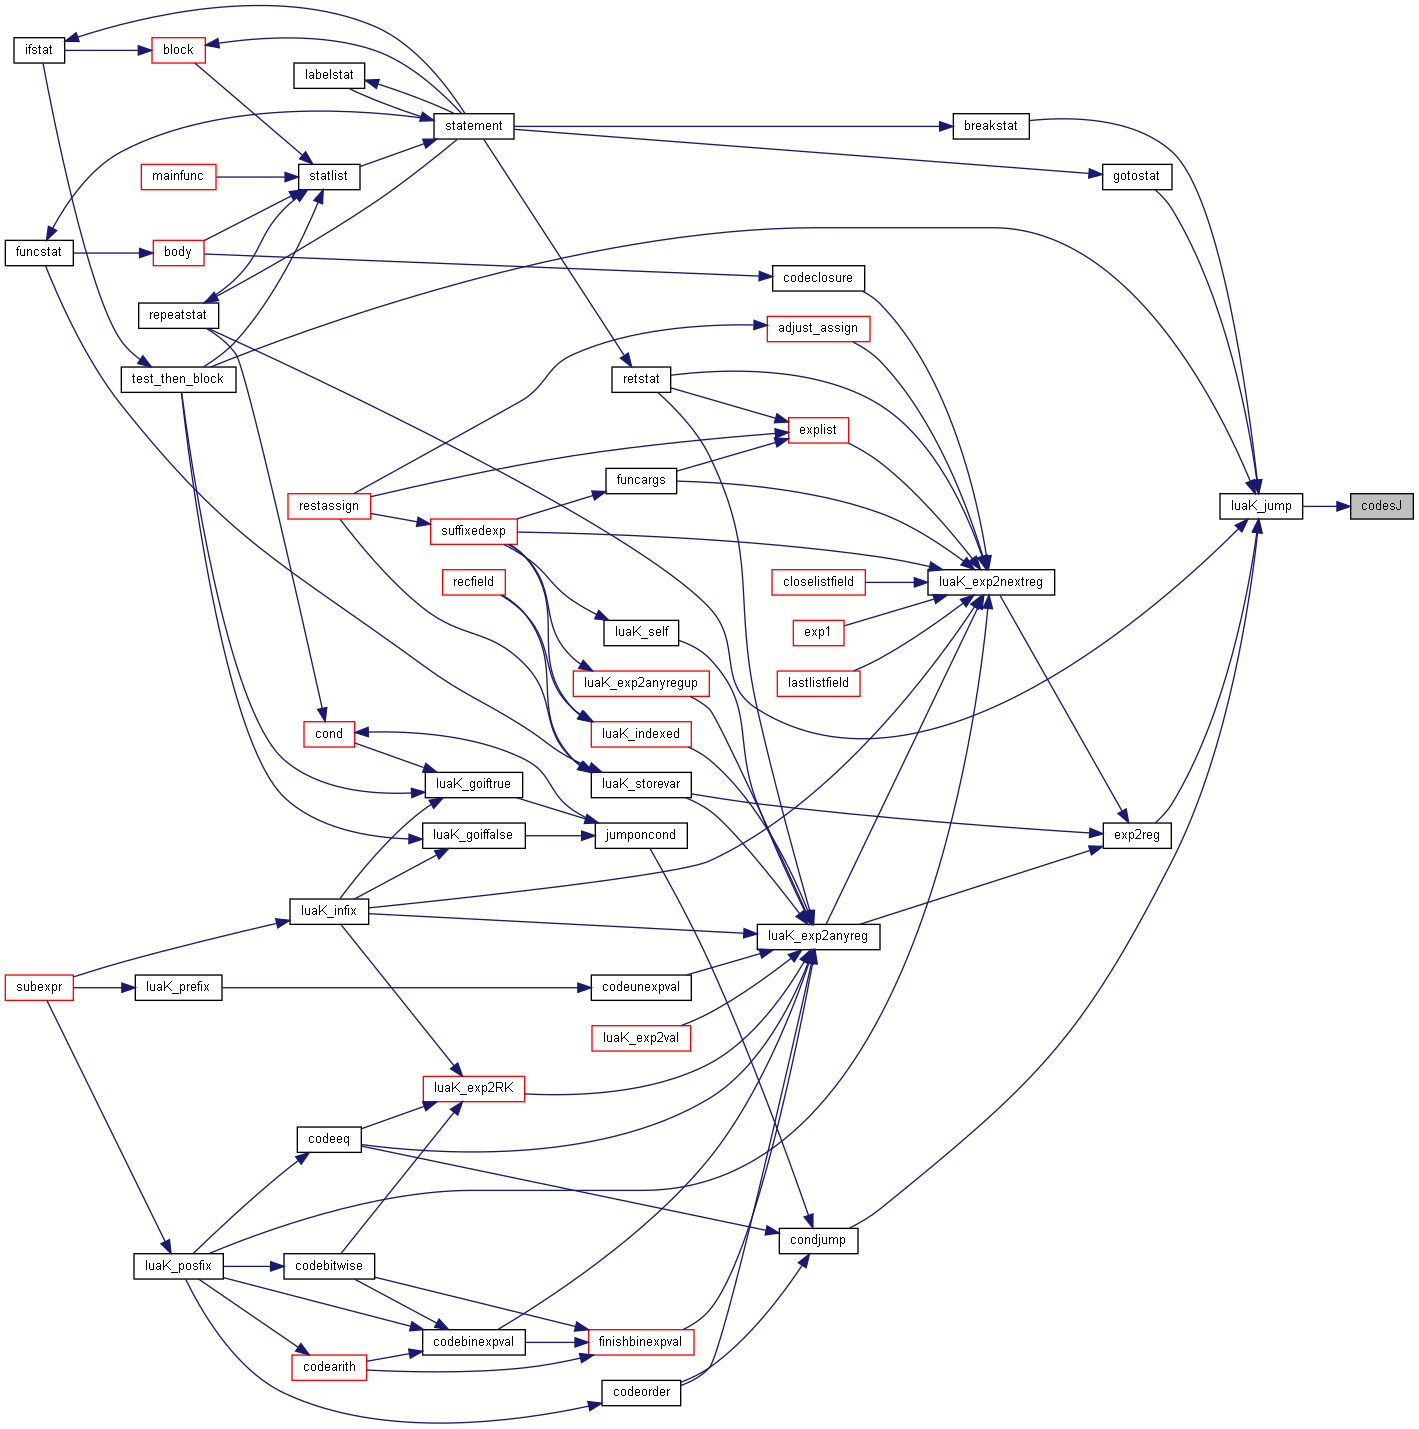 ifstat
block
labelstat
statement
breakstat
mainfunc
statlist
gotostat
funcstat
body
codeclosure
repeatstat
adjust_assign
test_then_block
retstat
explist
funcargs
restassign
luaK_jump
codesJ
suffixedexp
recfield
closelistfield
luaK_exp2nextreg
luaK_self
exp1
luaK_exp2anyregup
lastlistfield
cond
luaK_indexed
luaK_goiftrue
luaK_storevar
luaK_goiffalse
jumponcond
exp2reg
luaK_infix
luaK_exp2anyreg
subexpr
luaK_prefix
codeunexpval
luaK_exp2val
luaK_exp2RK
codeeq
condjump
luaK_posfix
codebitwise
codebinexpval
finishbinexpval
codearith
codeorder